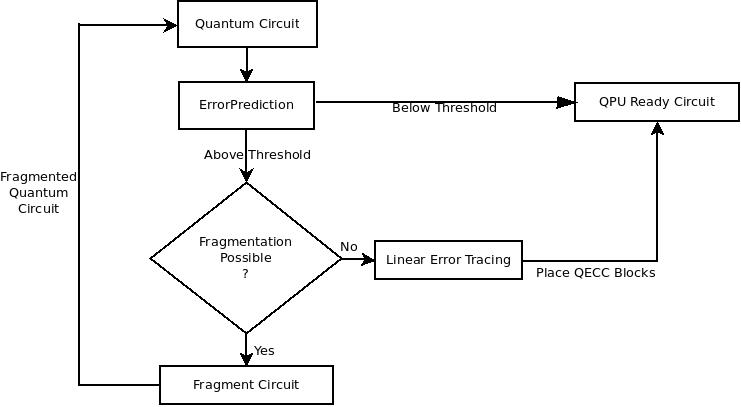 Quantum Circuit
ErrorPrediction
Below Threshold
QPU Ready Circuit
Above Threshold
Fragmented
Quantum
Circuit
Fragmentation
Possible
?
No
Linear Error Tracing
Place QECC Blocks
Yes
Fragment Circuit